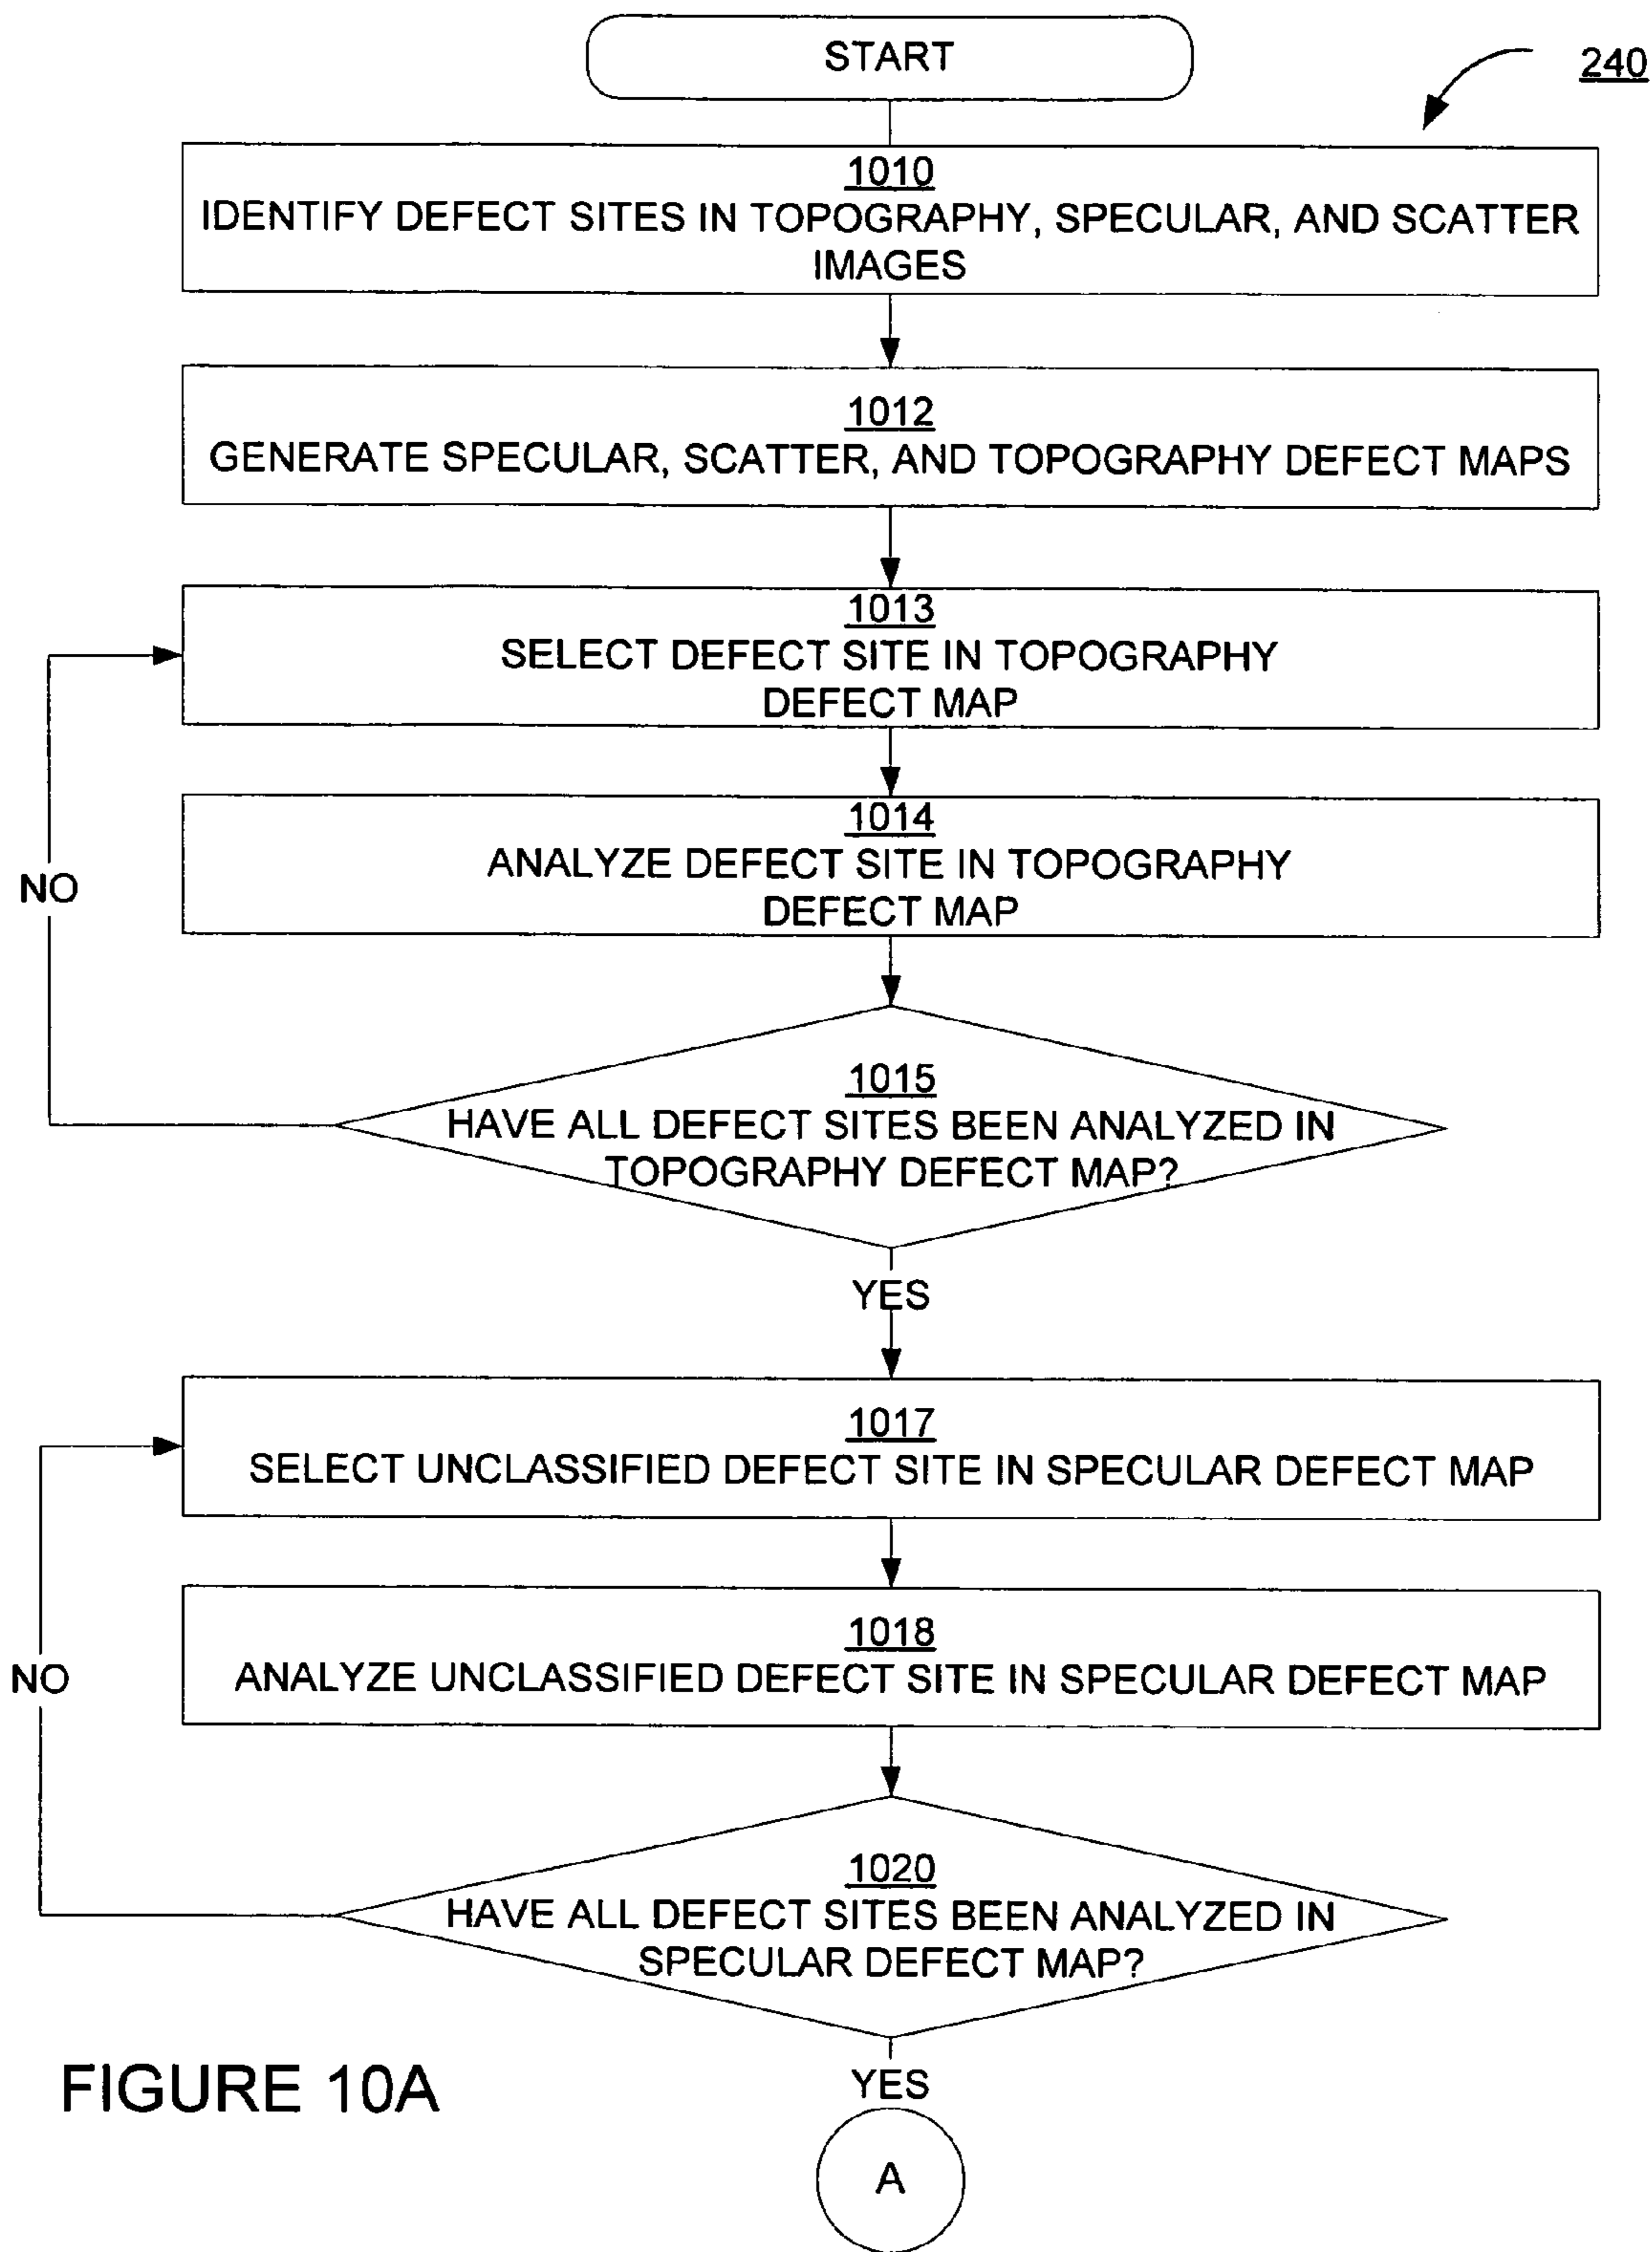 START
240
1010
IDENTIFY DEFECT SITES IN TOPOGRAPHY, SPECULAR, AND SCATTER
IMAGES
1012
GENERATE SPECULAR, SCATTER, AND TOPOGRAPHY DEFECT MAPS
1013
SELECT DEFECT SITE IN TOPOGRAPHY
DEFECT MAP
1014
ANALYZE DEFECT SITE IN TOPOGRAPHY
DEFECT MAP
NO
1015
HAVE ALL DEFECT SITES BEEN ANALYZED IN
TOPOGRAPHY DEFECT MAP?
YES
1017
SELECT UNCLASSIFIED DEFECT SITE IN SPECULAR DEFECT MAP
1018
ANALYZE UNCLASSIFIED DEFECT SITE IN SPECULAR DEFECT MAP
NO
1020
HAVE ALL DEFECT SITES BEEN ANALYZED IN
SPECULAR DEFECT MAP?
YES
FIGURE 10A
A